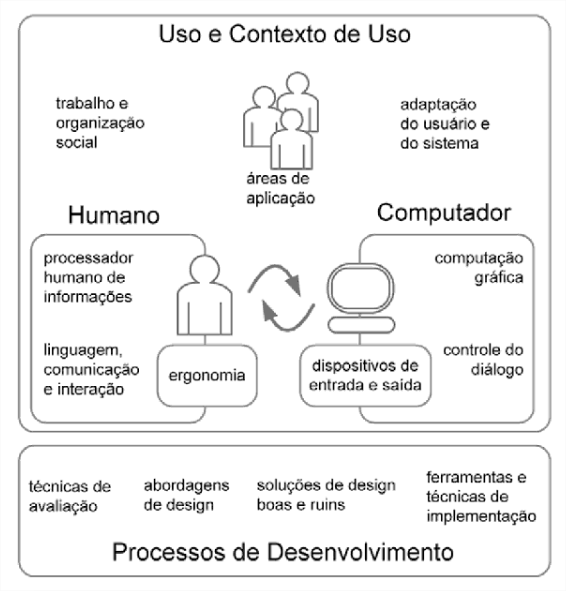 Uso e Contexto de Uso
trabalho e
organização
social
áreas de
aplicação
adaptação
do usuário e
do sistema
Humano
processador
humano de
informações
linguagem,
comunicação
e interação
ergonomia
Computador
computação
gráfica
controle do
diálogo
dispositivos de
entrada e saída
técnicas de
avaliação
abordagens
de design
soluções de design
boas e ruins
ferramentas e
técnicas de
implementação
Processos de Desenvolvimento